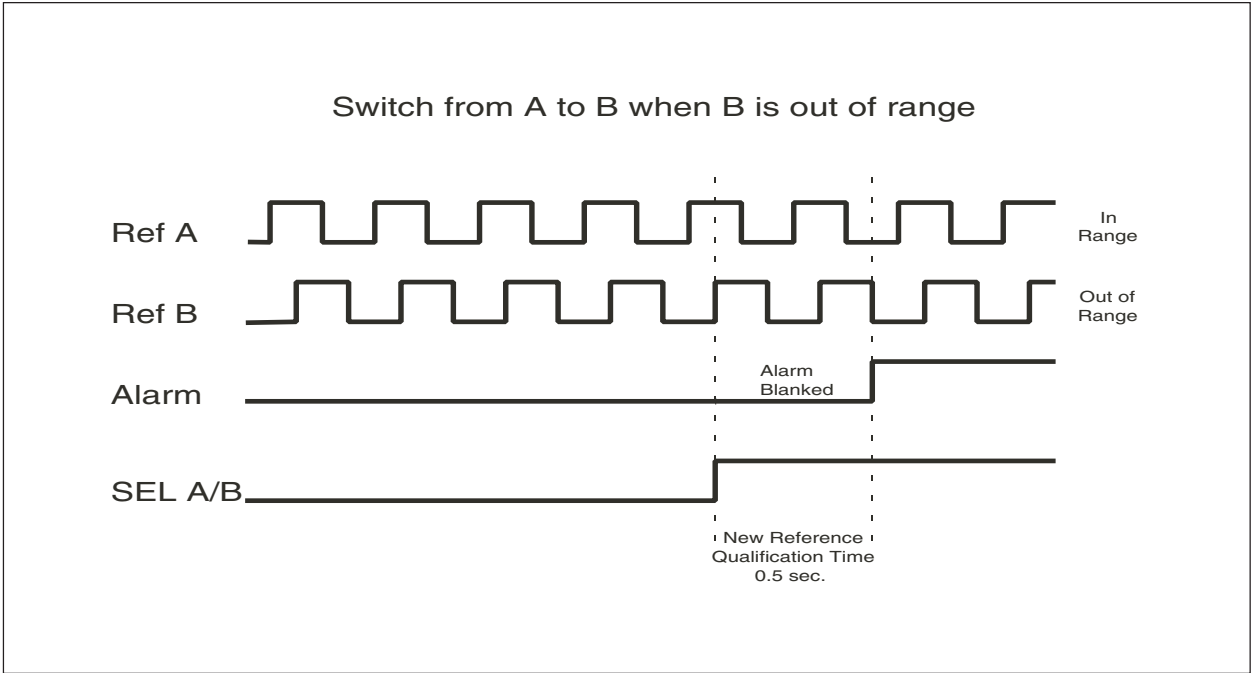 Switch from A to B when B is out of range
Ref A
In
Range
Ref B
Out of
Range
Alarm
Alarm
Blanked
SEL A/B
New Reference
Qualification Time
0.5 sec.